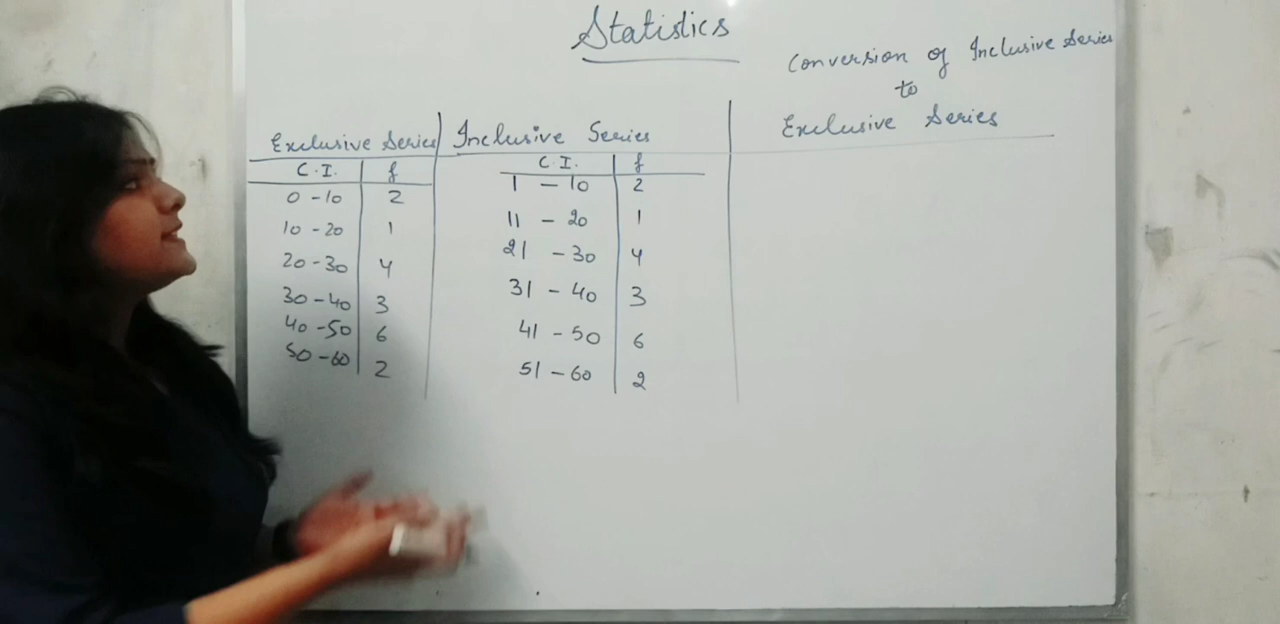 Statistics
Conversion of Inclusive Series
to
Exclusive Series
Exclusive Series
C.I. f
0-10 2
10-20 1
20-30 4
30-40 3
40-50 6
50-60 2
Inclusive Series
C.I. f
1-10 2
11-20 1
21-30 4
31-40 3
41-50 6
51-60 2